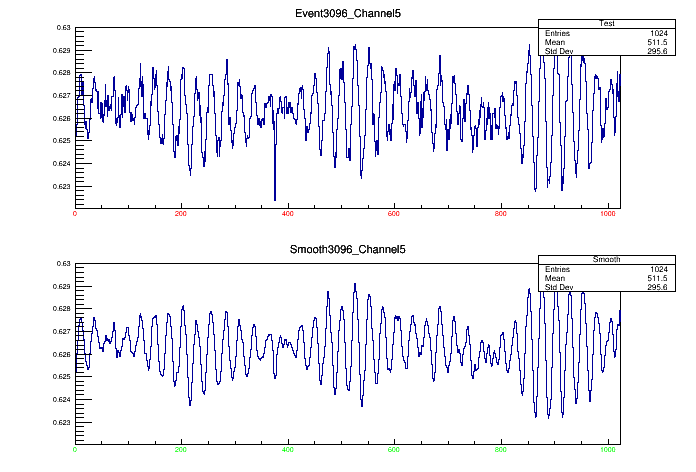 Event3096_Channel5
Test
Entries 1024
Mean 511.5
Std Dev 295.6
0.63
0.629
0.628
0.627
0.626
0.625
0.624
0.623
0 200 400 600 800 1000
Smooth3096_Channel5
Smooth
Entries 1024
Mean 511.5
Std Dev 295.6
0.63
0.629
0.628
0.627
0.626
0.625
0.624
0.623
0 200 400 600 800 1000